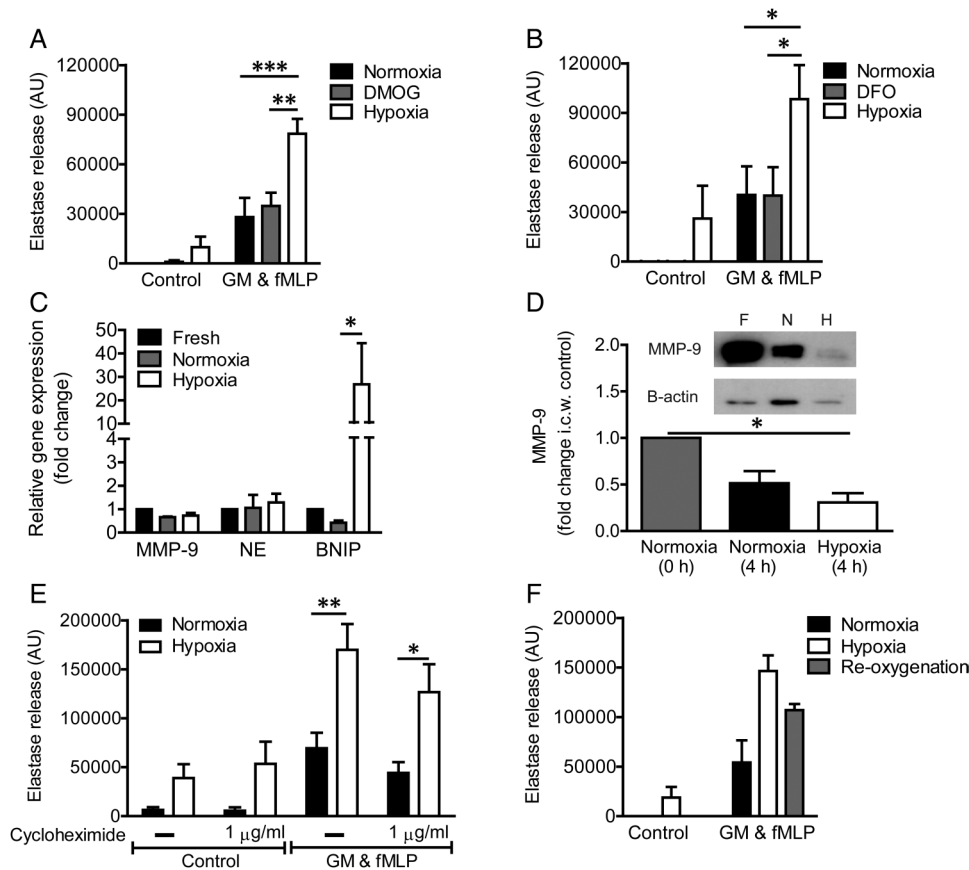 A
Elastase release (AU)
120000
90000
60000
30000
0
***
**
Normoxia
DMOG
Hypoxia
Control
GM & fMLP
B
Elastase release (AU)
120000
90000
60000
30000
0
*
*
Normoxia
DFO
Hypoxia
Control
GM & fMLP
C
Relative gene expression
(fold change)
50
40
30
20
10
4
3
2
1
0
Fresh
Normoxia
Hypoxia
*
MMP-9
NE
BNIP
D
MMP-9
(fold change i.c.w. control)
2.0
1.5
1.0
0.5
0.0
F N H
MMP-9
B-actin
*
Normoxia
(0 h)
Normoxia
(4 h)
Hypoxia
(4 h)
E
Elastase release (AU)
200000
150000
100000
50000
0
Normoxia
Hypoxia
**
*
Cycloheximide – 1 µg/ml – 1 µg/ml
Control
GM & fMLP
F
Elastase release (AU)
200000
150000
100000
50000
0
Normoxia
Hypoxia
Re-oxygenation
Control
GM & fMLP